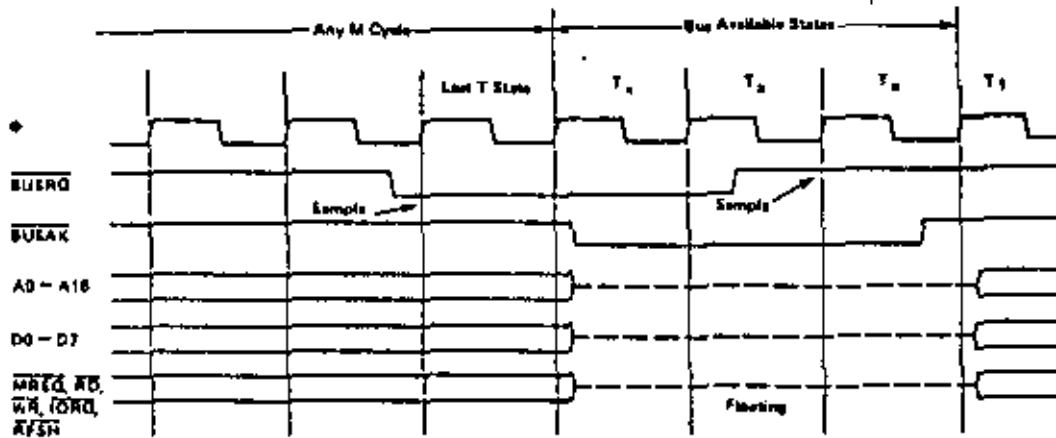 Any M Cycle
Bus Available States
Last T State
Tx
Tx
Tx
T1
Φ
BUSRQ
Sample
Sample
BUSAK
A0 – A15
D0 – D7
MREQ, RD,
WR, IORQ,
RFSH
Floating